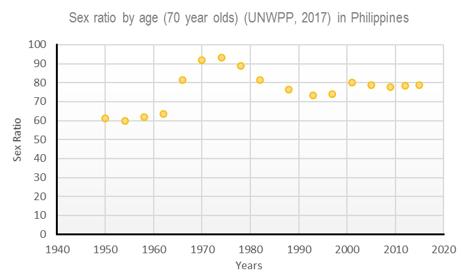 Sex ratio by age (70 year olds) (UNWPP, 2017) in Philippines
100
90
80
70
60
50
40
30
20
10
0
Sex Ratio
1940 1950 1960 1970 1980 1990 2000 2010 2020
Years